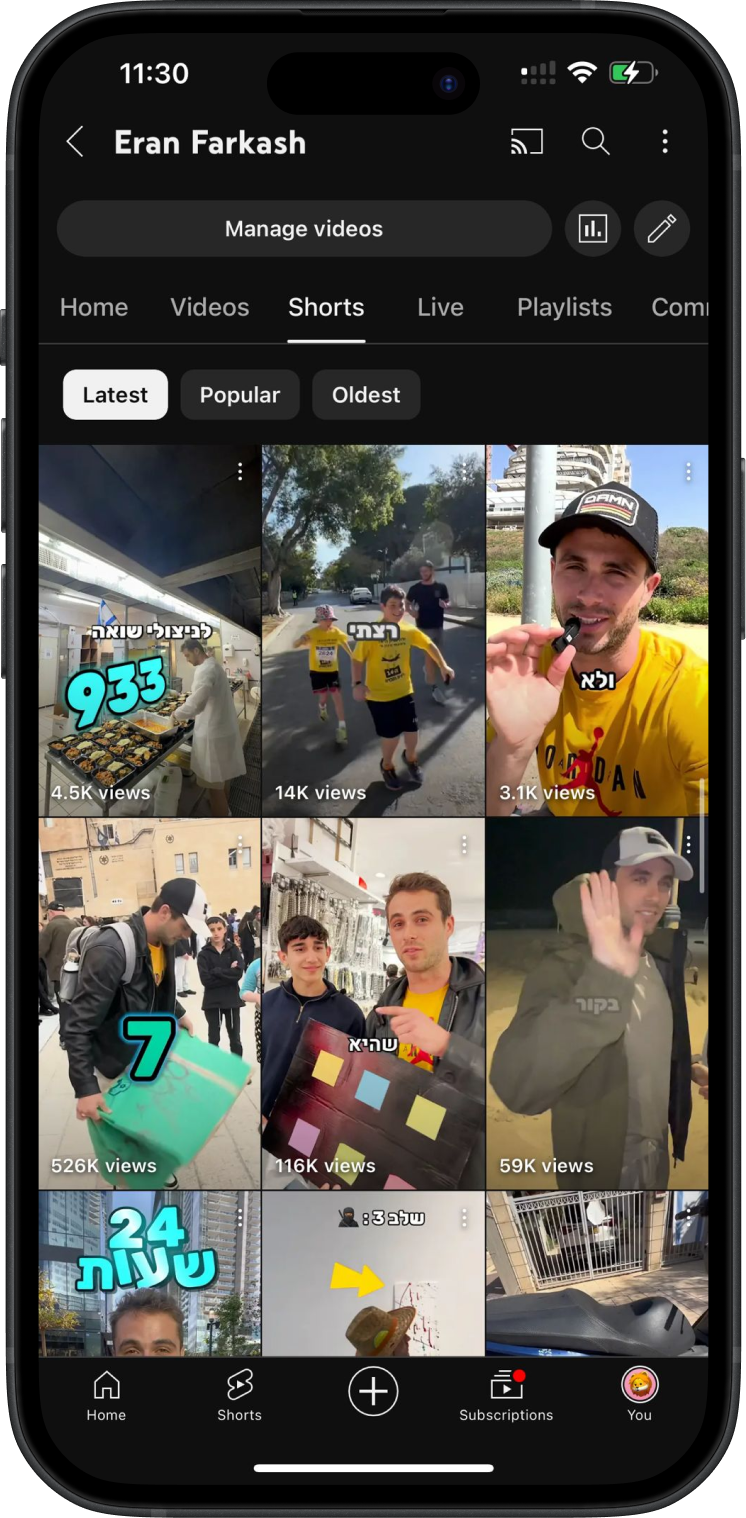 11:30
Eran Farkash
Manage videos
Home Videos Shorts Live Playlists Com
Latest Popular Oldest
לניצולי שואה
933
4.5K views
רצתי
14K views
DAMN
ולא
JORDAN
3.1K views
7
526K views
שהיא
116K views
בקור
59K views
24
שעות
שלב 3:
Home Shorts Subscriptions You